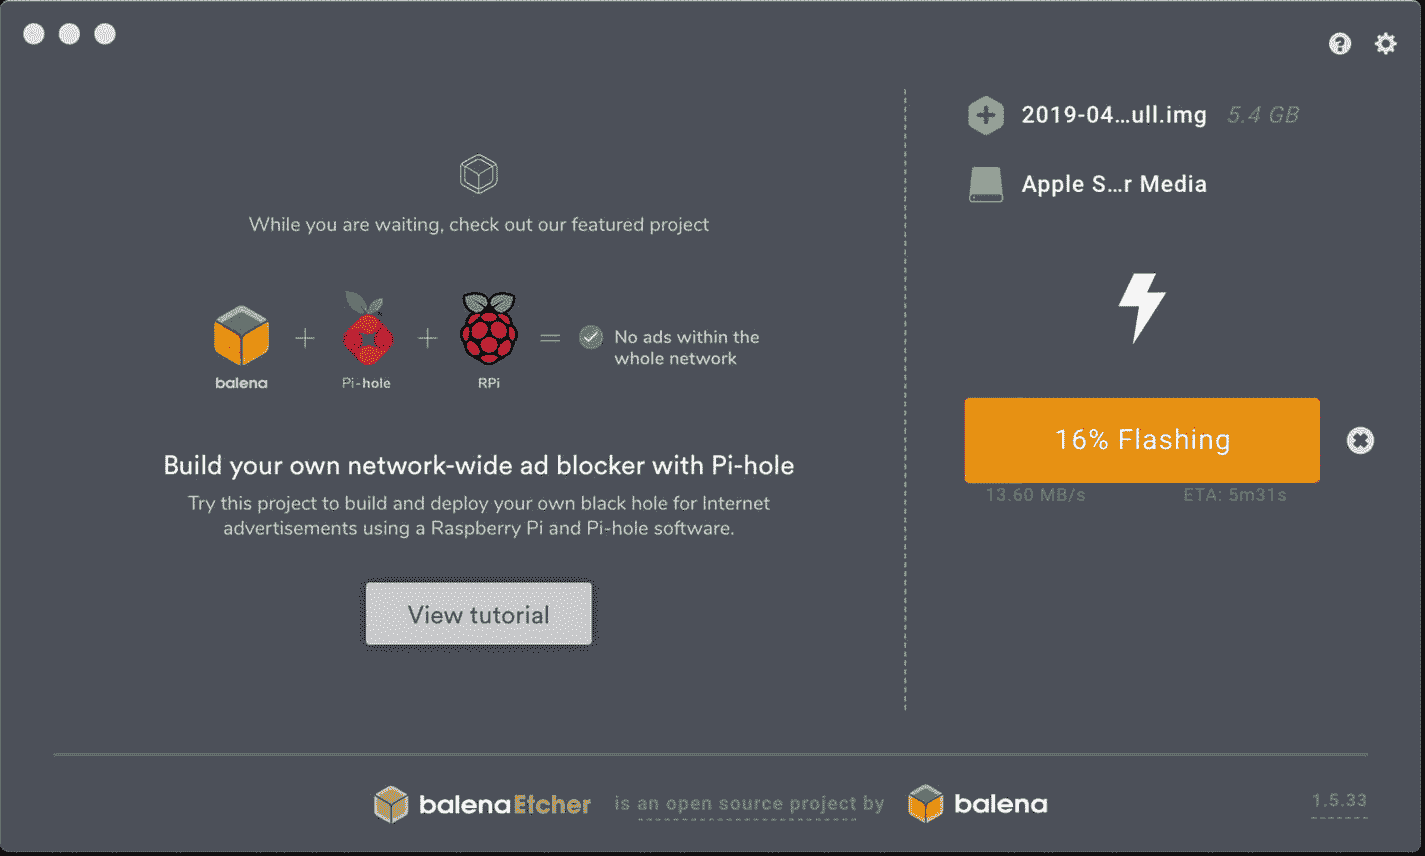 2019-04...ull.img 5.4 GB
Apple S...r Media
While you are waiting, check out our featured project
balena
Pi-hole
RPi
No ads within the
whole network
Build your own network-wide ad blocker with Pi-hole
Try this project to build and deploy your own black hole for Internet
advertisements using a Raspberry Pi and Pi-hole software.
View tutorial
16% Flashing
13.60 MB/s ETA: 5m31s
balenaEtcher is an open source project by balena
1.5.33